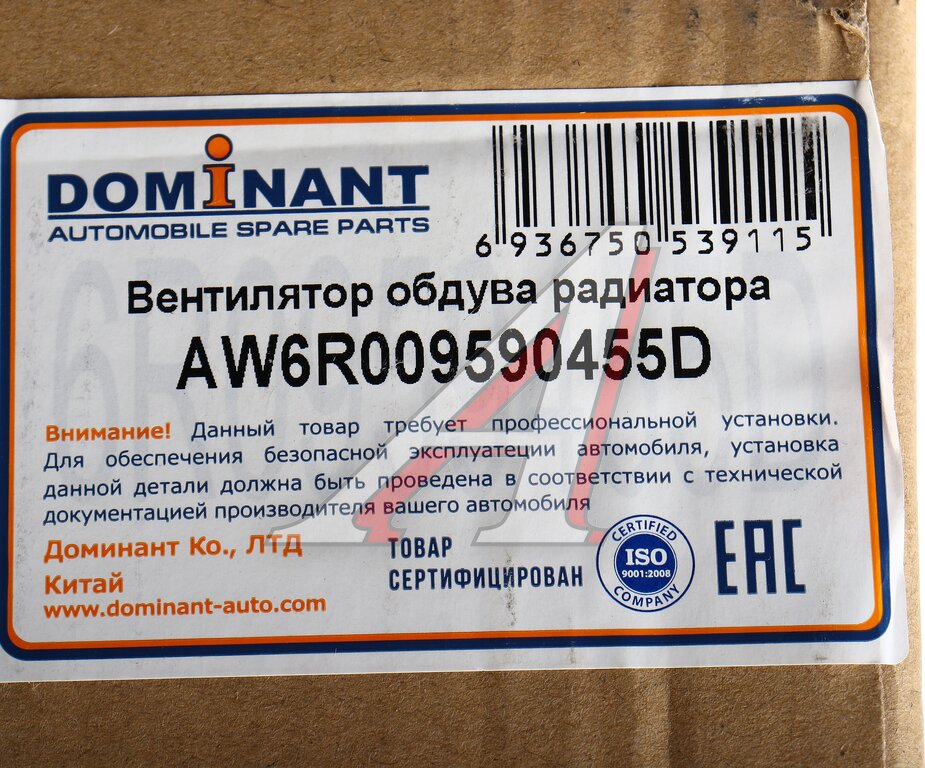 DOMiNANT
AUTOMOBILE SPARE PARTS
6 936750 539115
Вентилятор обдува радиатора
AW6R009590455D
Внимание! Данный товар требует профессиональной установки.
Для обеспечения безопасной эксплуатеции автомобиля, установка
данной детали должна быть проведена в соответствии с технической
документацией производителя вашего автомобиля
Доминант Ко., ЛТД
Китай
www.dominant-auto.com
ТОВАР
СЕРТИФИЦИРОВАН
CERTIFIED
ISO
9001:2008
COMPANY
EAC